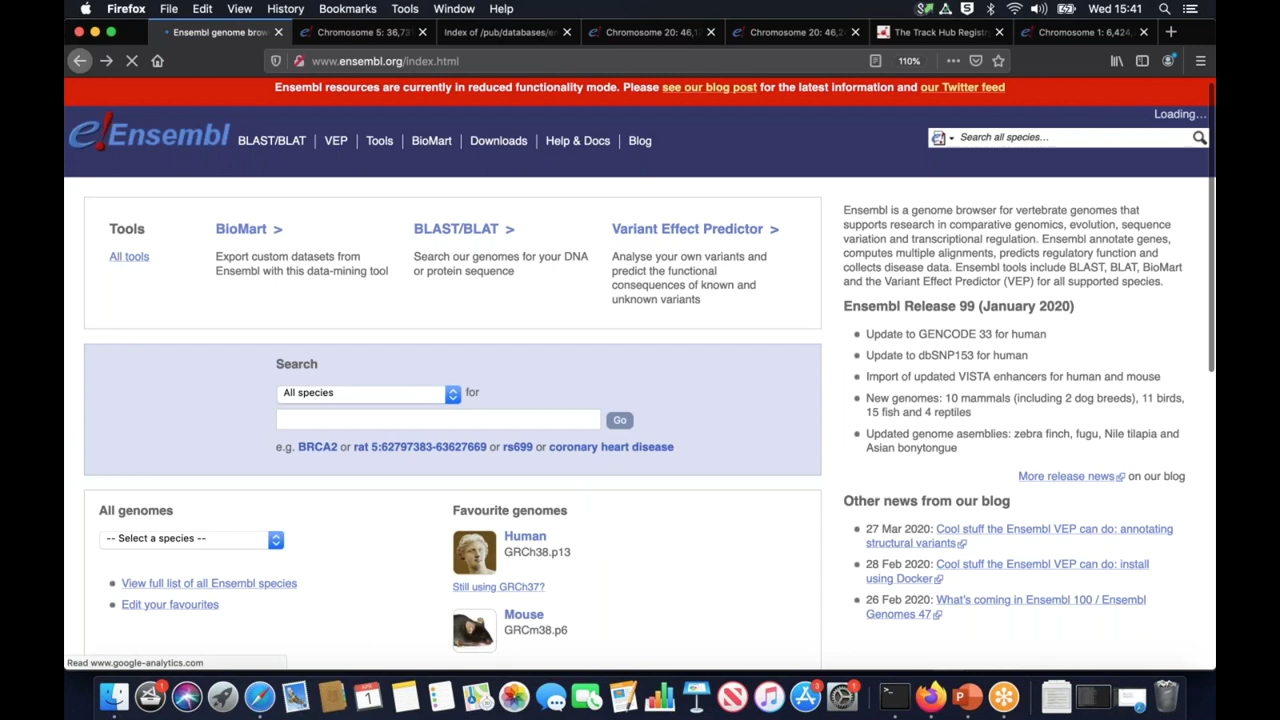 Firefox File Edit View History Bookmarks Tools Window Help Wed 15:41
Ensembl genome brow Chromosome 5: 36,73 Index of /pub/databases/e Chromosome 20: 46,1 Chromosome 20: 46,2 The Track Hub Registr Chromosome 1: 6,424,
www.ensembl.org/index.html 110%
Ensembl resources are currently in reduced functionality mode. Please see our blog post for the latest information and our Twitter feed
Loading…
e!Ensembl BLAST/BLAT VEP Tools BioMart Downloads Help & Docs Blog
Search all species…
Tools
All tools
BioMart >
Export custom datasets from
Ensembl with this data-mining tool
BLAST/BLAT >
Search our genomes for your DNA
or protein sequence
Variant Effect Predictor >
Analyse your own variants and
predict the functional
consequences of known and
unknown variants
Search
All species for
Go
e.g. BRCA2 or rat 5:62797383-63627669 or rs699 or coronary heart disease
All genomes
-- Select a species --
View full list of all Ensembl species
Edit your favourites
Favourite genomes
Human
GRCh38.p13
Still using GRCh37?
Mouse
GRCm38.p6
Ensembl is a genome browser for vertebrate genomes that
supports research in comparative genomics, evolution, sequence
variation and transcriptional regulation. Ensembl annotate genes,
computes multiple alignments, predicts regulatory function and
collects disease data. Ensembl tools include BLAST, BLAT, BioMart
and the Variant Effect Predictor (VEP) for all supported species.
Ensembl Release 99 (January 2020)
Update to GENCODE 33 for human
Update to dbSNP153 for human
Import of updated VISTA enhancers for human and mouse
New genomes: 10 mammals (including 2 dog breeds), 11 birds,
15 fish and 4 reptiles
Updated genome asemblies: zebra finch, fugu, Nile tilapia and
Asian bonytongue
More release news on our blog
Other news from our blog
27 Mar 2020: Cool stuff the Ensembl VEP can do: annotating
structural variants
28 Feb 2020: Cool stuff the Ensembl VEP can do: install
using Docker
26 Feb 2020: What's coming in Ensembl 100 / Ensembl
Genomes 47
Read www.google-analytics.com